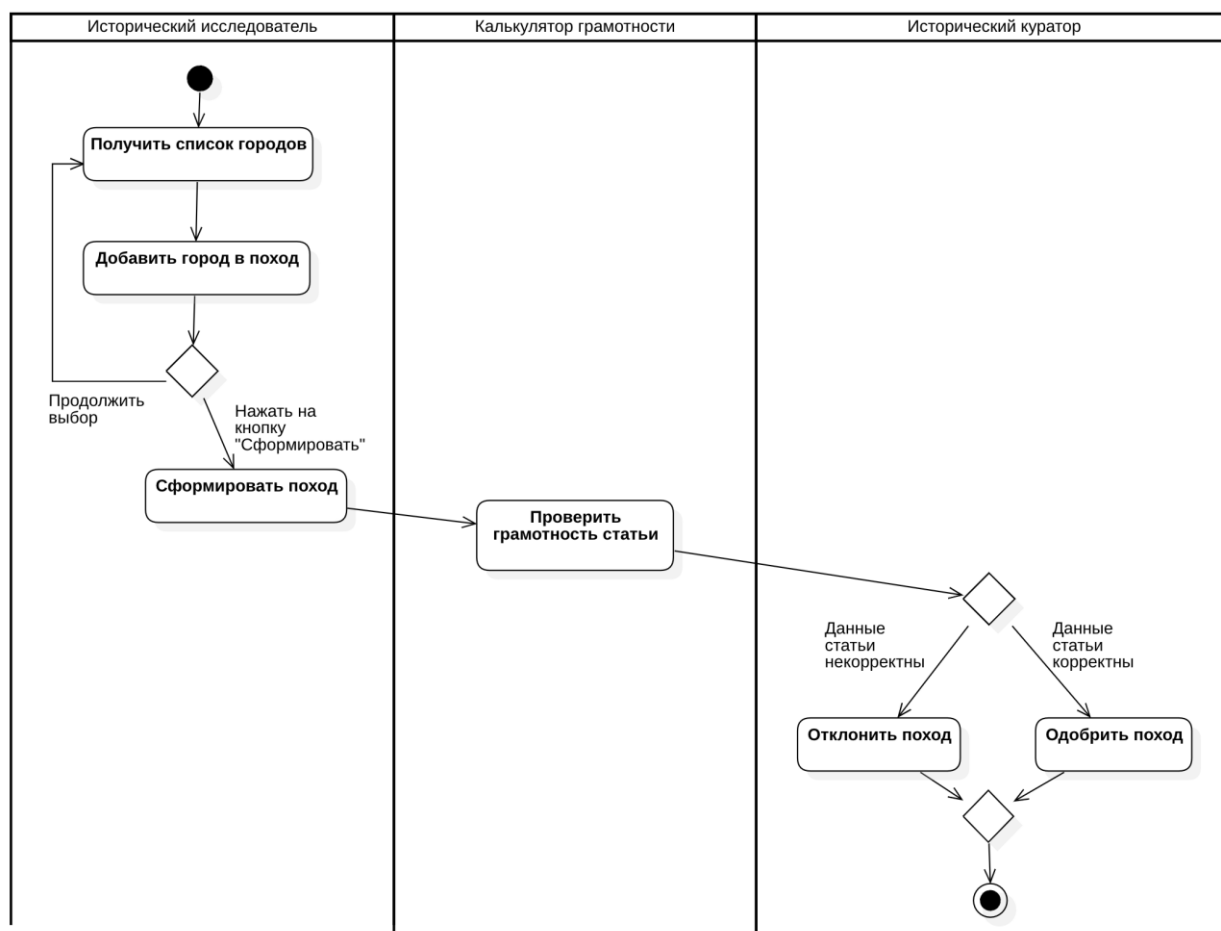 Исторический исследователь
Калькулятор грамотности
Исторический куратор
Получить список городов
Добавить город в поход
Продолжить
выбор
Нажать на
кнопку
"Сформировать"
Сформировать поход
Проверить
грамотность статьи
Данные
статьи
некорректны
Данные
статьи
корректны
Отклонить поход
Одобрить поход